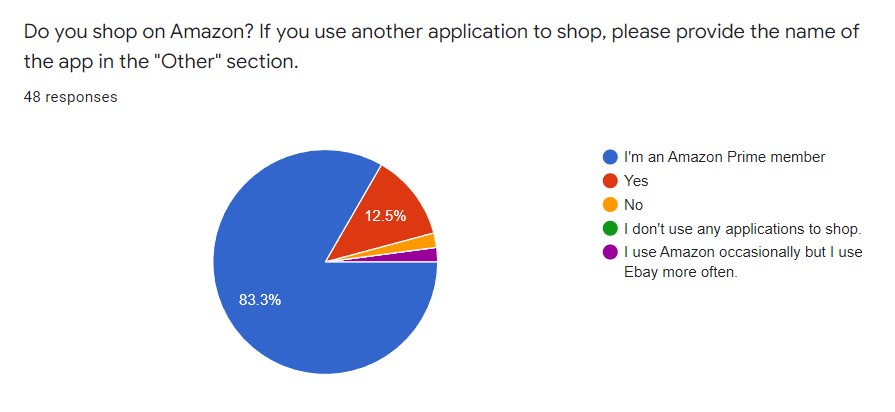 Do you shop on Amazon? If you use another application to shop, please provide the name of
the app in the "Other" section.
48 responses
12.5%
83.3%
I'm an Amazon Prime member
Yes
No
I don't use any applications to shop.
I use Amazon occasionally but I use
Ebay more often.